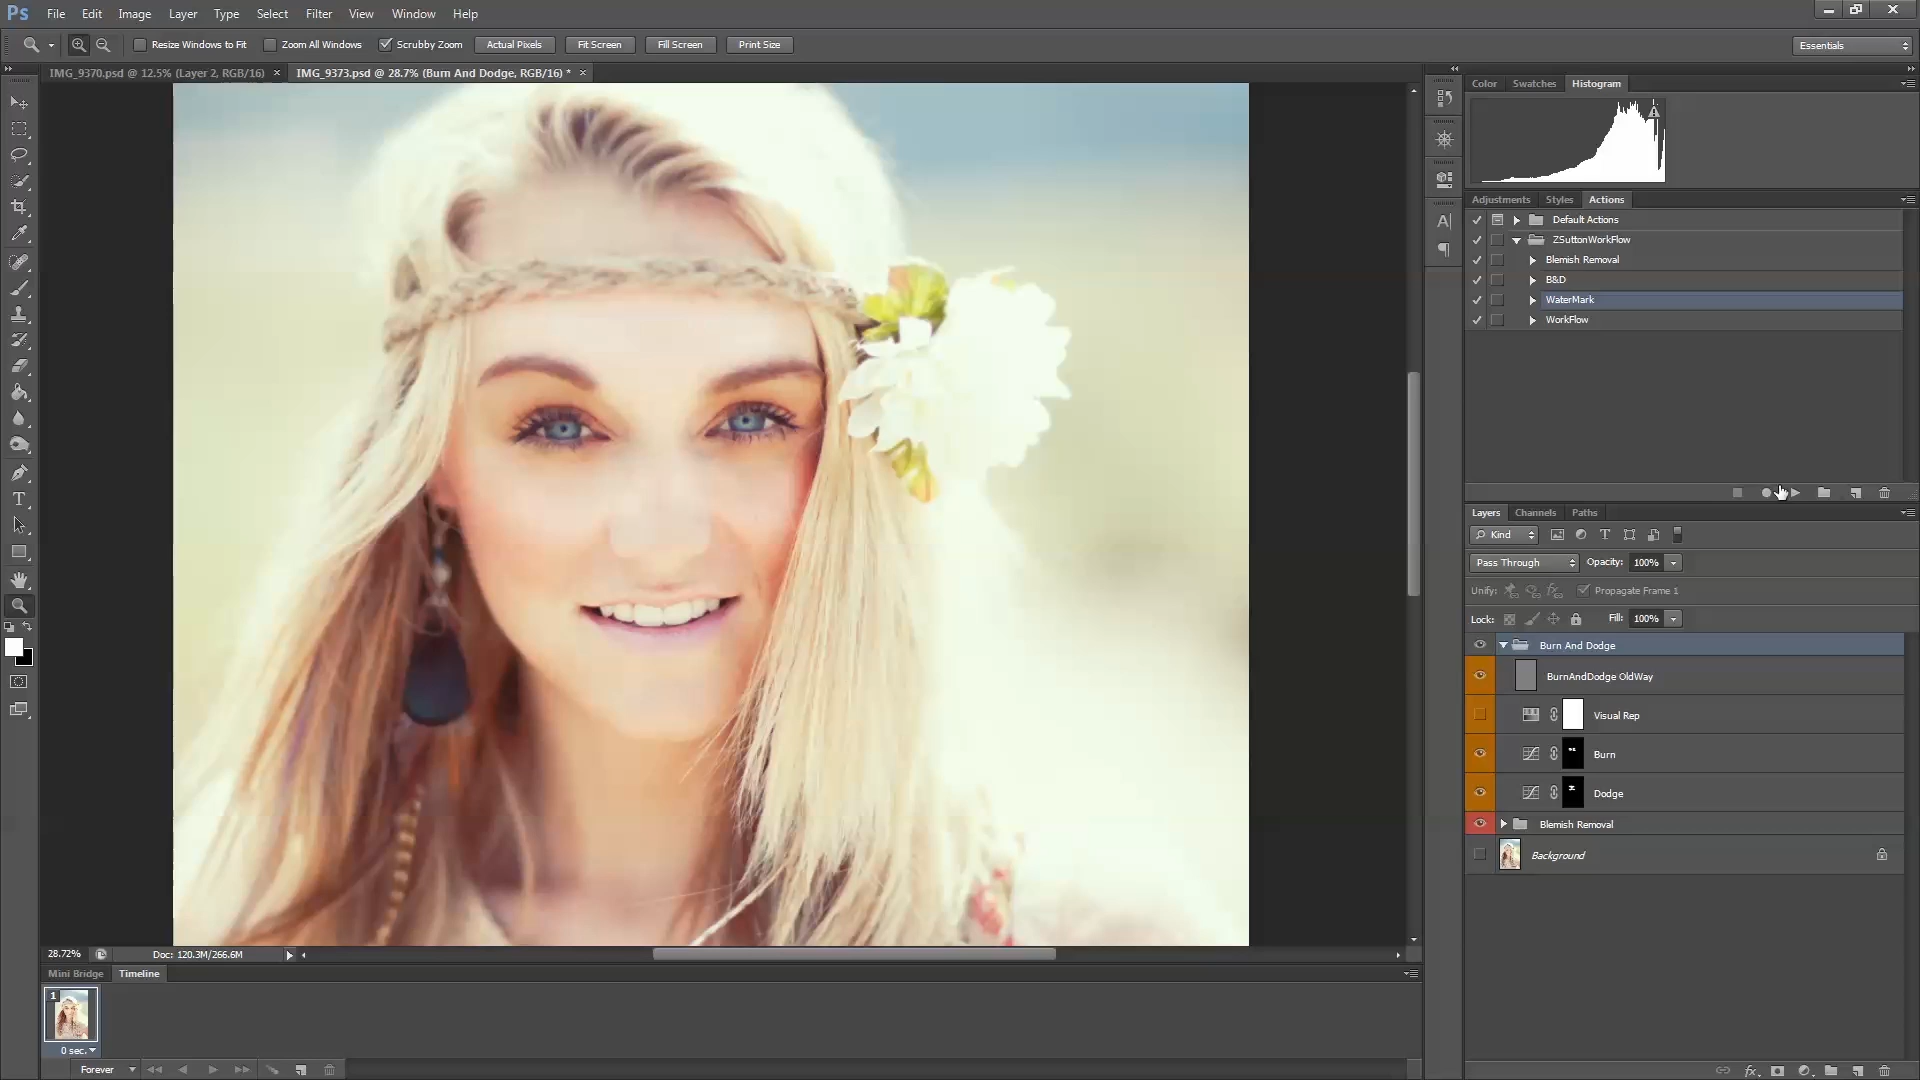 Ps File Edit Image Layer Type Select Filter View Window Help
Resize Windows to Fit Zoom All Windows Scrubby Zoom Actual Pixels Fit Screen Fill Screen Print Size Essentials
IMG_9370.psd @ 12.5% (Layer 2, RGB/16) × IMG_9373.psd @ 28.7% (Burn And Dodge, RGB/16) * ×
Color Swatches Histogram
Adjustments Styles Actions
Default Actions
ZSuttonWorkFlow
Blemish Removal
B&D
WaterMark
WorkFlow
Layers Channels Paths
Kind
Pass Through Opacity: 100%
Unify: Propagate Frame 1
Lock: Fill: 100%
Burn And Dodge
BurnAndDodge OldWay
Visual Rep
Burn
Dodge
Blemish Removal
Background
28.72% Doc: 120.3M/266.6M
Mini Bridge Timeline
1
0 sec.
Forever